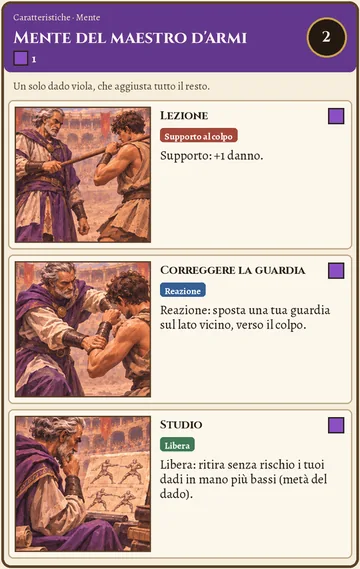 Caratteristiche · Mente
Mente del maestro d'armi
2
1
Un solo dado viola, che aggiusta tutto il resto.
Lezione
Supporto al colpo
Supporto: +1 danno.
Correggere la guardia
Reazione
Reazione: sposta una tua guardia
sul lato vicino, verso il colpo.
Studio
Libera
Libera: ritira senza rischio i tuoi
dadi in mano più bassi (metà del
dado).